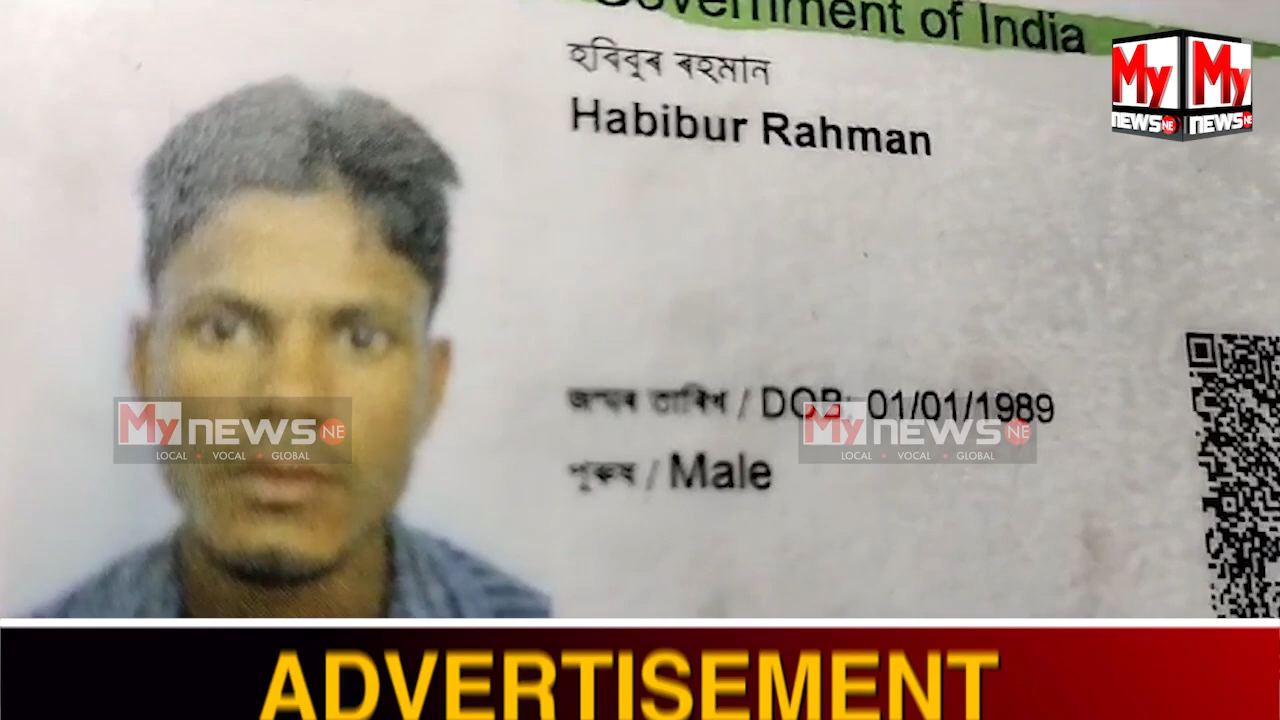 Government of India
হবিবুৰ ৰহমান
Habibur Rahman
My NEWS NE
My NEWS NE
জন্মৰ তাৰিখ / DOB: 01/01/1989
My NEWS NE
LOCAL • VOCAL • GLOBAL
My NEWS NE
LOCAL • VOCAL • GLOBAL
পুৰুষ / Male
ADVERTISEMENT